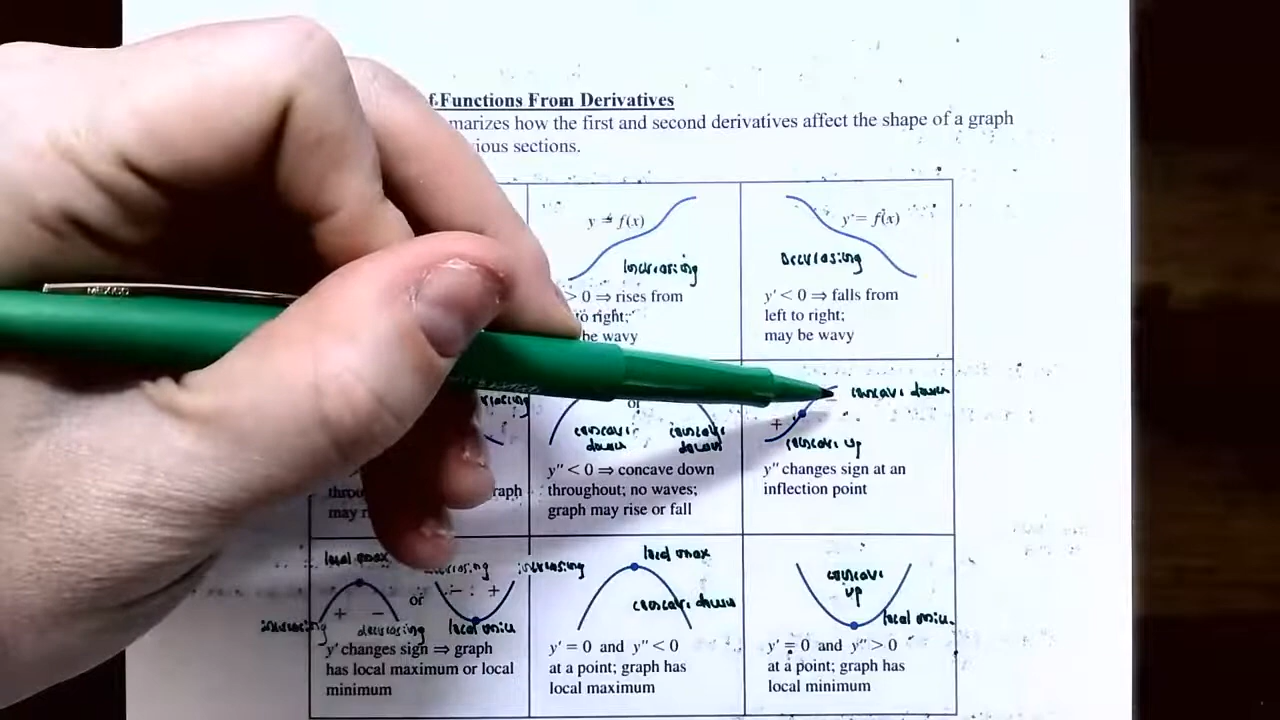 Functions From Derivatives
marizes how the first and second derivatives affect the shape of a graph
ious sections.
y = f(x)
Increasing
> 0 ⇒ rises from
to right;
be wavy
y = f(x)
Decreasing
y′ < 0 ⇒ falls from
left to right;
may be wavy
or
concave down
concave down
y″ < 0 ⇒ concave down
throughout; no waves;
graph may rise or fall
+
concave down
concave up
y″ changes sign at an
inflection point
local max
+ −
increasing
decreasing
or
increasing
− +
local min
y′ changes sign ⇒ graph
has local maximum or local
minimum
local max
concave down
y′ = 0 and y″ < 0
at a point; graph has
local maximum
concave
up
local min.
y′ = 0 and y″ > 0
at a point; graph has
local minimum